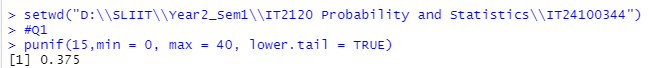 > setwd("D:\\SLIIT\\Year2_Sem1\\IT2120 Probability and Statistics\\IT24100344")
> #Q1
> punif(15,min = 0, max = 40, lower.tail = TRUE)
[1] 0.375